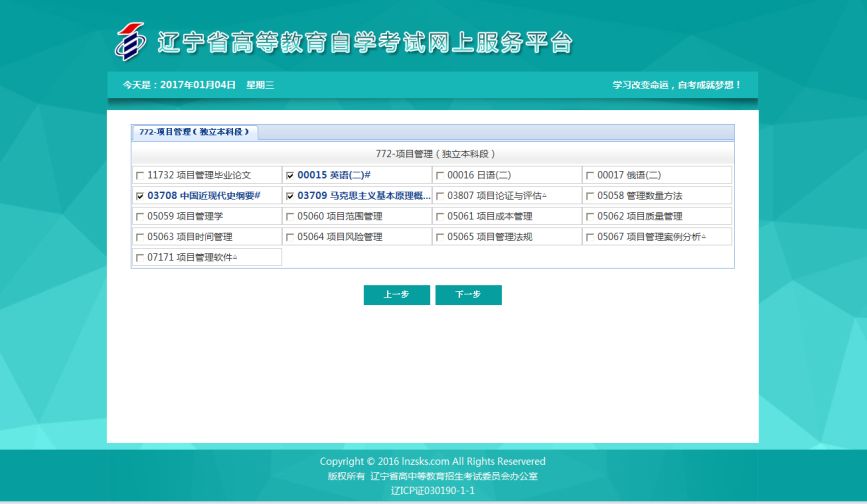 辽宁省高等教育自学考试网上服务平台
今天是：2017年01月04日 星期三 学习改变命运，自考成就梦想！
772-项目管理（独立本科段）
772-项目管理（独立本科段）
11732 项目管理毕业论文 00015 英语(二)# 00016 日语(二) 00017 俄语(二)
03708 中国近现代史纲要# 03709 马克思主义基本原理概... 03807 项目论证与评估△ 05058 管理数量方法
05059 项目管理学 05060 项目范围管理 05061 项目成本管理 05062 项目质量管理
05063 项目时间管理 05064 项目风险管理 05065 项目管理法规 05067 项目管理案例分析△
07171 项目管理软件△
上一步 下一步
Copyright © 2016 lnzsks.com All Rights Reservered
版权所有 辽宁省高中等教育招生考试委员会办公室
辽ICP证030190-1-1